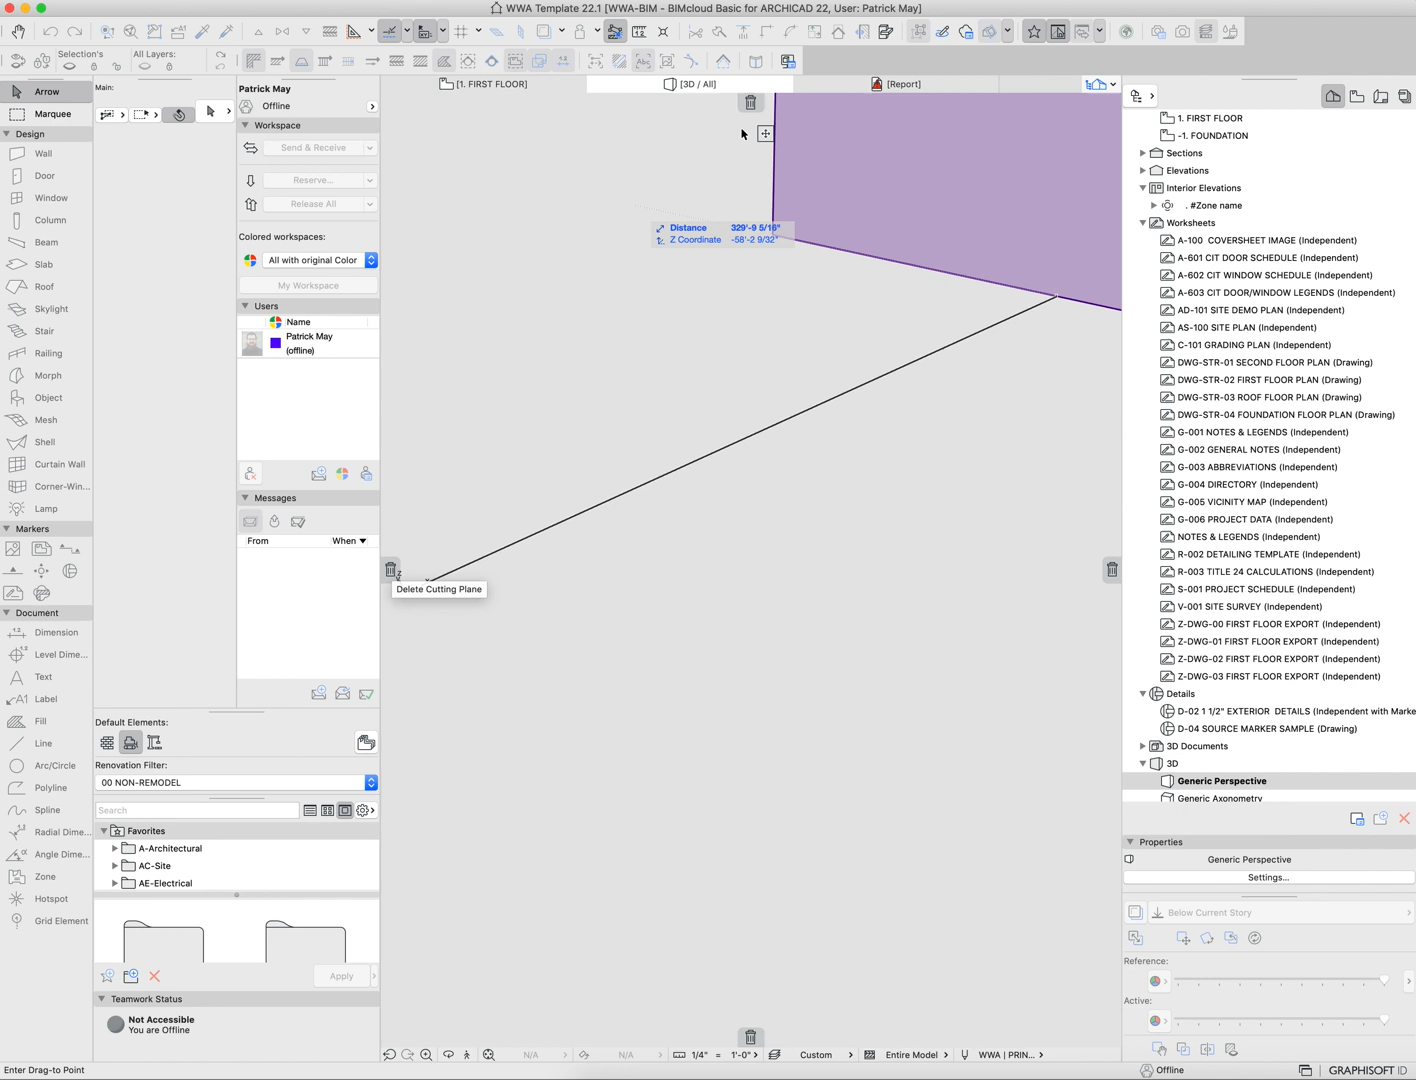 WWA Template 22.1 [WWA-BIM - BIMcloud Basic for ARCHICAD 22, User: Patrick May]
Selection's
All Layers:
Arrow
Marquee
Design
Wall
Door
Window
Column
Beam
Slab
Roof
Skylight
Stair
Railing
Morph
Object
Mesh
Shell
Curtain Wall
Corner-Win...
Lamp
Markers
Document
Dimension
Level Dime...
Text
A1
Label
Fill
Line
Arc/Circle
Polyline
Spline
Radial Dime...
Angle Dime...
Zone
Hotspot
Grid Element
Main:
Default Elements:
Renovation Filter:
00 NON-REMODEL
Search
Favorites
A-Architectural
AC-Site
AE-Electrical
Apply
Teamwork Status
Not Accessible
You are Offline
Patrick May
Offline
Workspace
Send & Receive
Reserve...
Release All
Colored workspaces:
All with original Color
My Workspace
Users
Name
Patrick May
(offline)
Messages
From When
[1. FIRST FLOOR]
[3D / All]
[Report]
Distance 329'-9 5/16"
Z Coordinate -58'-2 9/32"
Delete Cutting Plane
N/A
N/A
1/4" = 1'-0"
Custom
Entire Model
WWA | PRIN...
1. FIRST FLOOR
-1. FOUNDATION
Sections
Elevations
Interior Elevations
. #Zone name
Worksheets
A-100 COVERSHEET IMAGE (Independent)
A-601 CIT DOOR SCHEDULE (Independent)
A-602 CIT WINDOW SCHEDULE (Independent)
A-603 CIT DOOR/WINDOW LEGENDS (Independent)
AD-101 SITE DEMO PLAN (Independent)
AS-100 SITE PLAN (Independent)
C-101 GRADING PLAN (Independent)
DWG-STR-01 SECOND FLOOR PLAN (Drawing)
DWG-STR-02 FIRST FLOOR PLAN (Drawing)
DWG-STR-03 ROOF FLOOR PLAN (Drawing)
DWG-STR-04 FOUNDATION FLOOR PLAN (Drawing)
G-001 NOTES & LEGENDS (Independent)
G-002 GENERAL NOTES (Independent)
G-003 ABBREVIATIONS (Independent)
G-004 DIRECTORY (Independent)
G-005 VICINITY MAP (Independent)
G-006 PROJECT DATA (Independent)
NOTES & LEGENDS (Independent)
R-002 DETAILING TEMPLATE (Independent)
R-003 TITLE 24 CALCULATIONS (Independent)
S-001 PROJECT SCHEDULE (Independent)
V-001 SITE SURVEY (Independent)
Z-DWG-00 FIRST FLOOR EXPORT (Independent)
Z-DWG-01 FIRST FLOOR EXPORT (Independent)
Z-DWG-02 FIRST FLOOR EXPORT (Independent)
Z-DWG-03 FIRST FLOOR EXPORT (Independent)
Details
D-02 1 1/2" EXTERIOR DETAILS (Independent with Marke
D-04 SOURCE MARKER SAMPLE (Drawing)
3D Documents
3D
Generic Perspective
Generic Axonometry
Properties
Generic Perspective
Settings...
Below Current Story
Reference:
Active:
Enter Drag-to Point
Offline
GRAPHISOFT ID